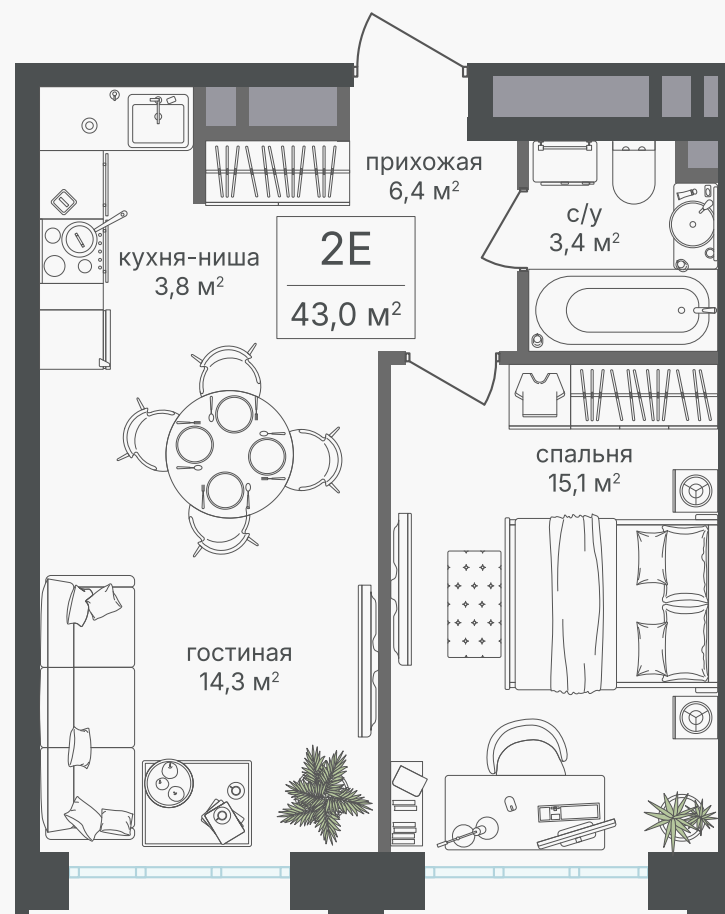 прихожая
6,4 м²
с/у
3,4 м²
2Е
43,0 м²
кухня-ниша
3,8 м²
спальня
15,1 м²
гостиная
14,3 м²